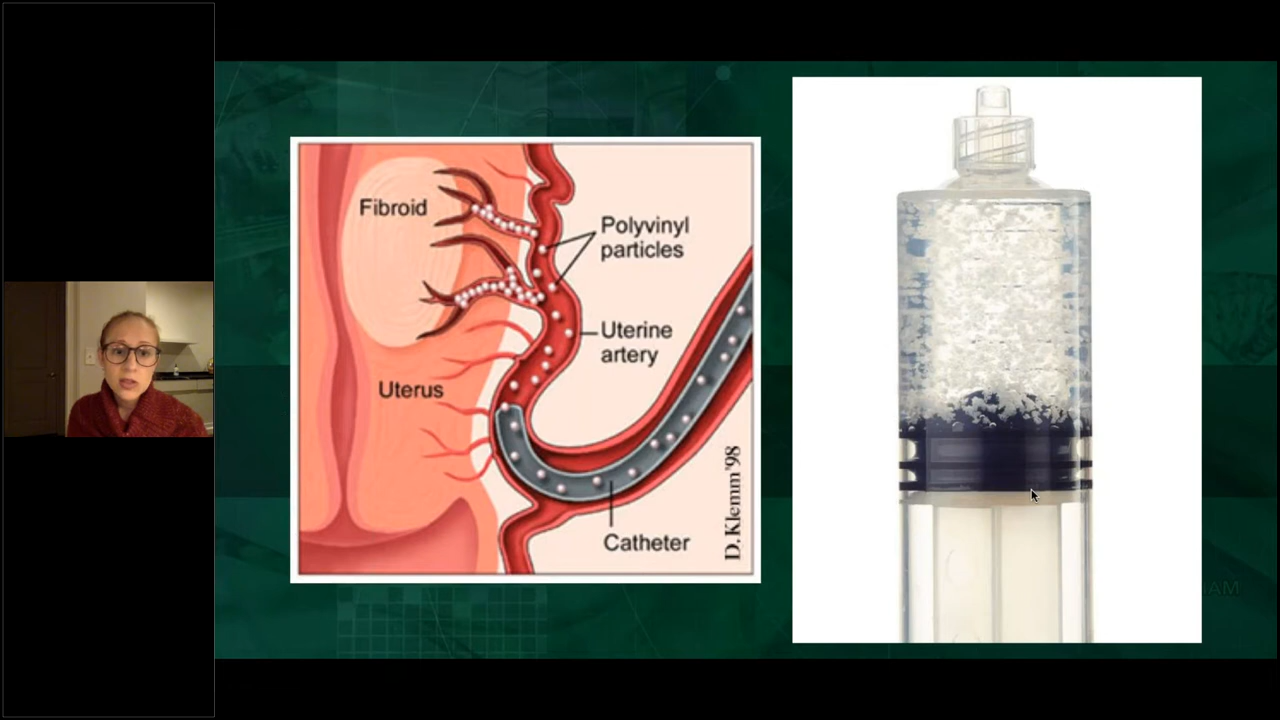 Fibroid
Polyvinyl
particles
Uterine
artery
Uterus
Catheter
D.Klemm'98